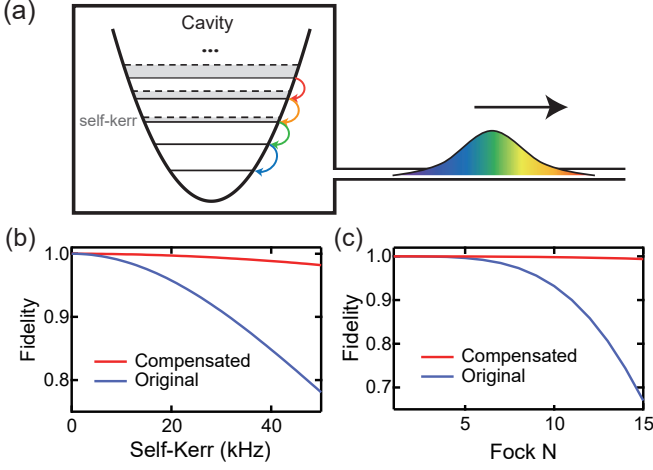 (a)
Cavity
...
self-kerr
(b)
1.0
0.9
0.8
Fidelity
Compensated
Original
0
20
40
Self-Kerr (kHz)
(c)
1.0
0.9
0.8
0.7
Fidelity
Compensated
Original
5
10
15
Fock N